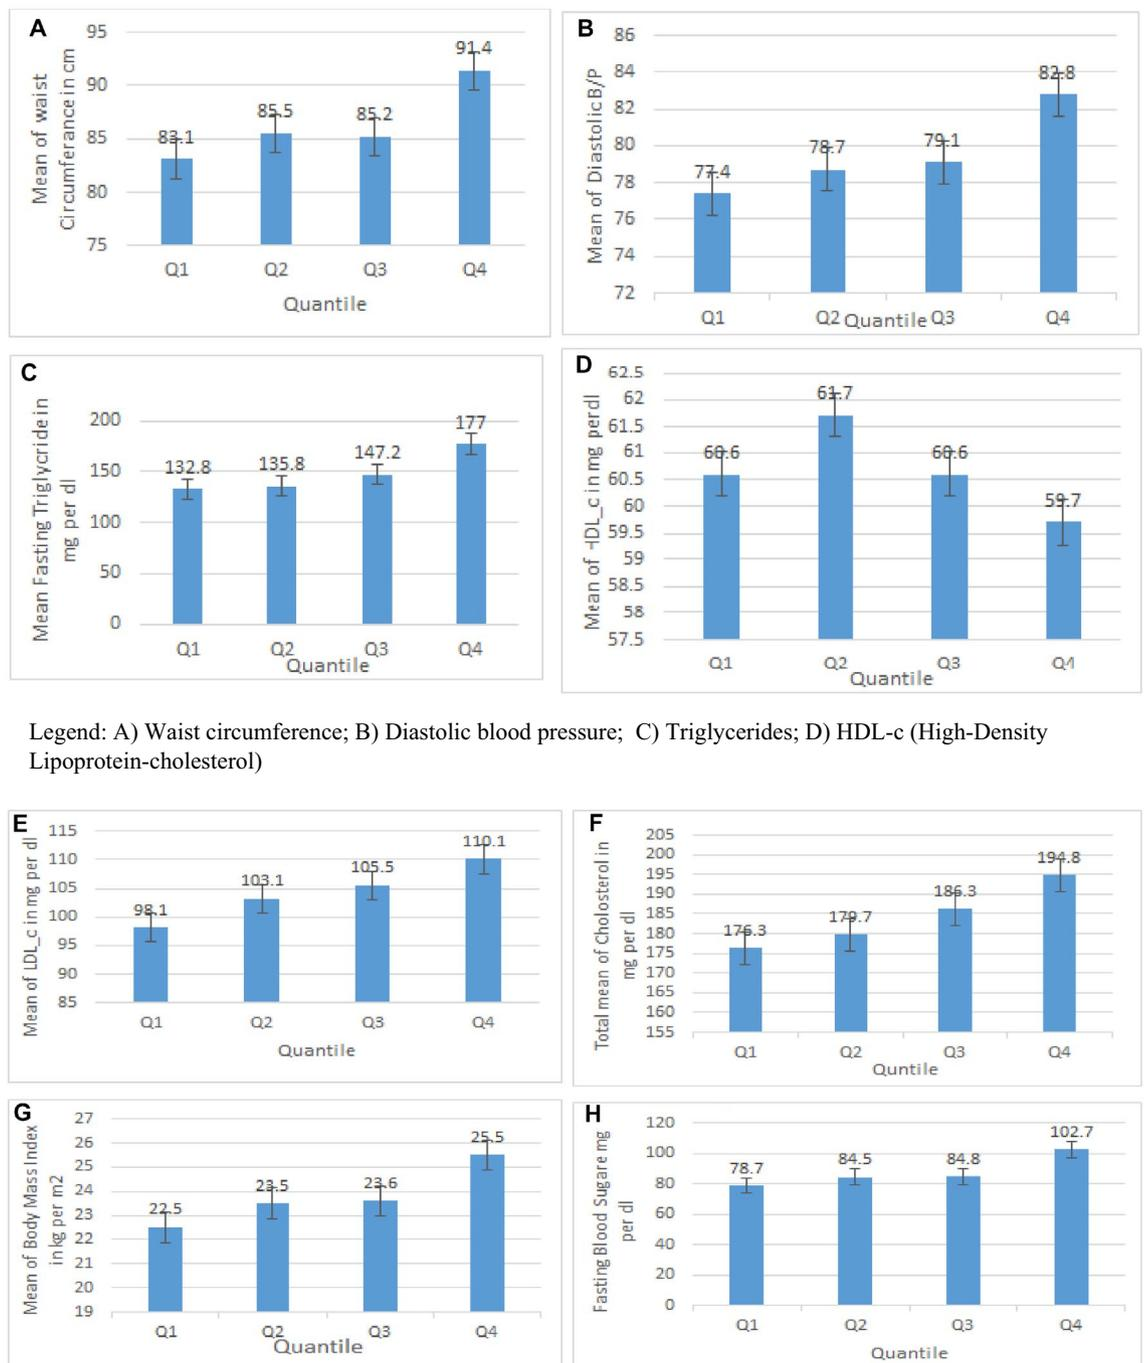 A
Mean of waist
Circumferance in cm
95
90
85
80
75
83.1
85.5
85.2
91.4
Q1 Q2 Q3 Q4
Quantile
B
Mean of Diastolic B/P
86
84
82
80
78
76
74
72
77.4
78.7
79.1
82.8
Q1 Q2 Q3 Q4
Quantile
C
Mean Fasting Triglycride in
mg per dl
200
150
100
50
0
132.8
135.8
147.2
177
Q1 Q2 Q3 Q4
Quantile
D
Mean of HDL_c in mg per dl
62.5
62
61.5
61
60.5
60
59.5
59
58.5
58
57.5
60.6
61.7
60.6
59.7
Q1 Q2 Q3 Q4
Quantile
Legend: A) Waist circumference; B) Diastolic blood pressure; C) Triglycerides; D) HDL-c (High-Density
Lipoprotein-cholesterol)
E
Mean of LDL_c in mg per dl
115
110
105
100
95
90
85
98.1
103.1
105.5
110.1
Q1 Q2 Q3 Q4
Quantile
F
Total mean of Cholosterol in
mg per dl
205
200
195
190
185
180
175
170
165
160
155
176.3
179.7
186.3
194.8
Q1 Q2 Q3 Q4
Quntile
G
Mean of Body Mass Index
in kg per m2
27
26
25
24
23
22
21
20
19
22.5
23.5
23.6
25.5
Q1 Q2 Q3 Q4
Quantile
H
Fasting Blood Sugare mg
per dl
120
100
80
60
40
20
0
78.7
84.5
84.8
102.7
Q1 Q2 Q3 Q4
Quantile